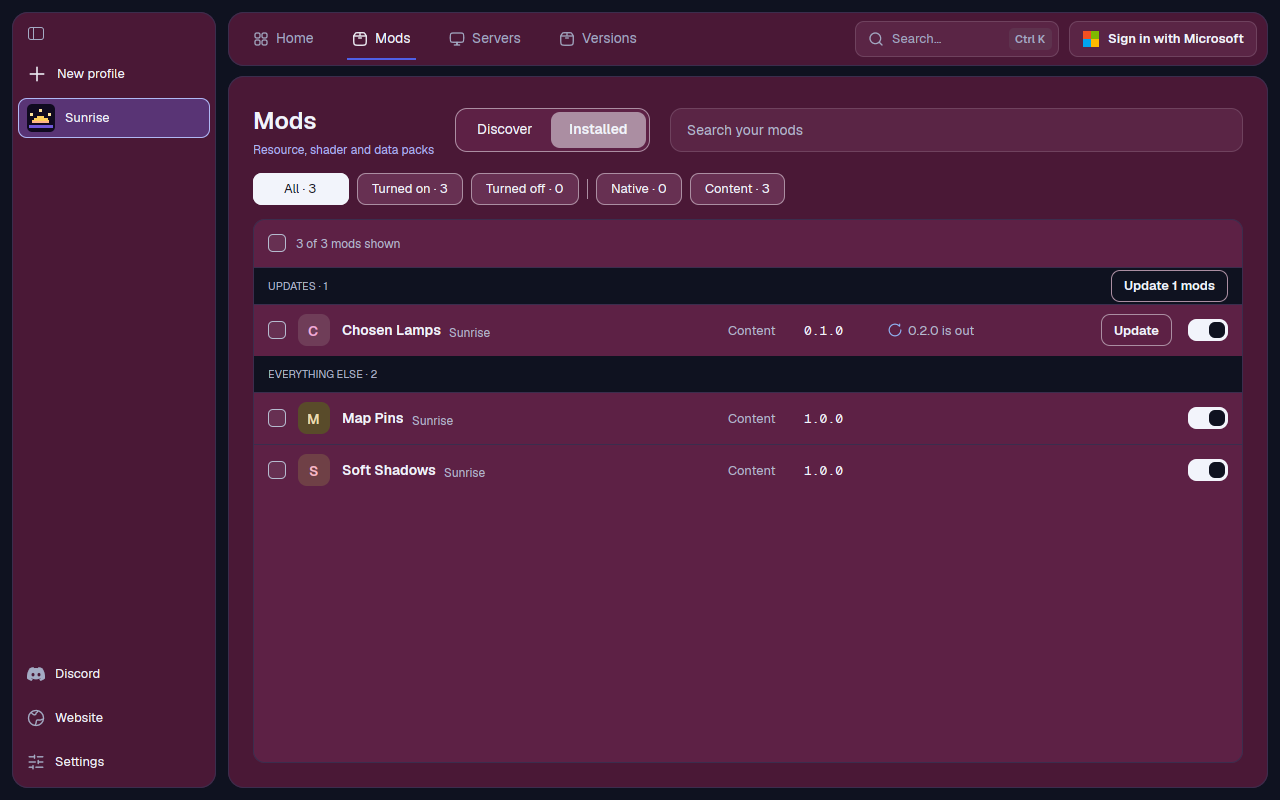 Home
Mods
Servers
Versions
Search...
Ctrl K
Sign in with Microsoft
New profile
Sunrise
Discord
Website
Settings
Mods
Resource, shader and data packs
Discover
Installed
Search your mods
All · 3
Turned on · 3
Turned off · 0
Native · 0
Content · 3
3 of 3 mods shown
UPDATES · 1
Update 1 mods
C Chosen Lamps Sunrise Content 0.1.0 0.2.0 is out Update
EVERYTHING ELSE · 2
M Map Pins Sunrise Content 1.0.0
S Soft Shadows Sunrise Content 1.0.0